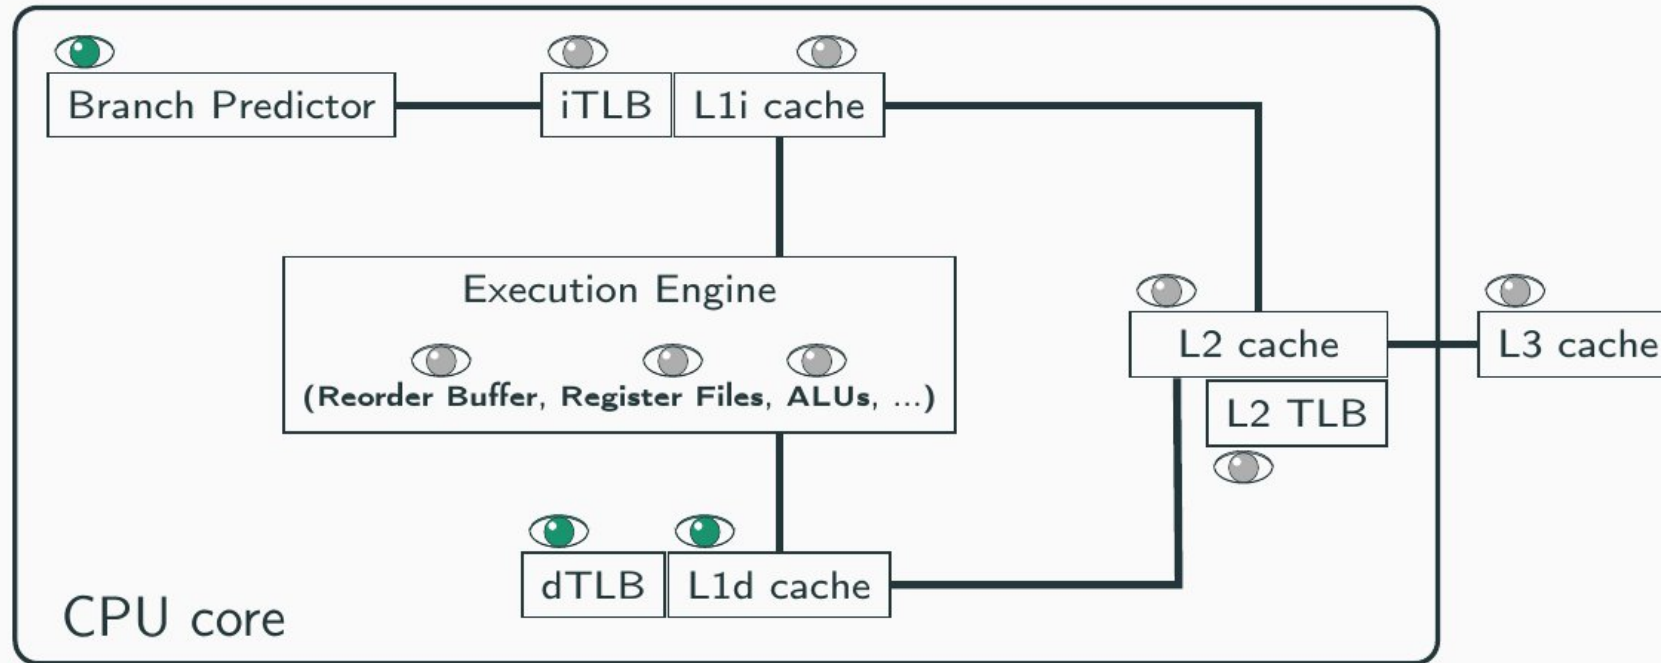 Branch Predictor
iTLB
L1i cache
Execution Engine
(Reorder Buffer, Register Files, ALUs, ...)
L2 cache
L3 cache
L2 TLB
dTLB
L1d cache
CPU core